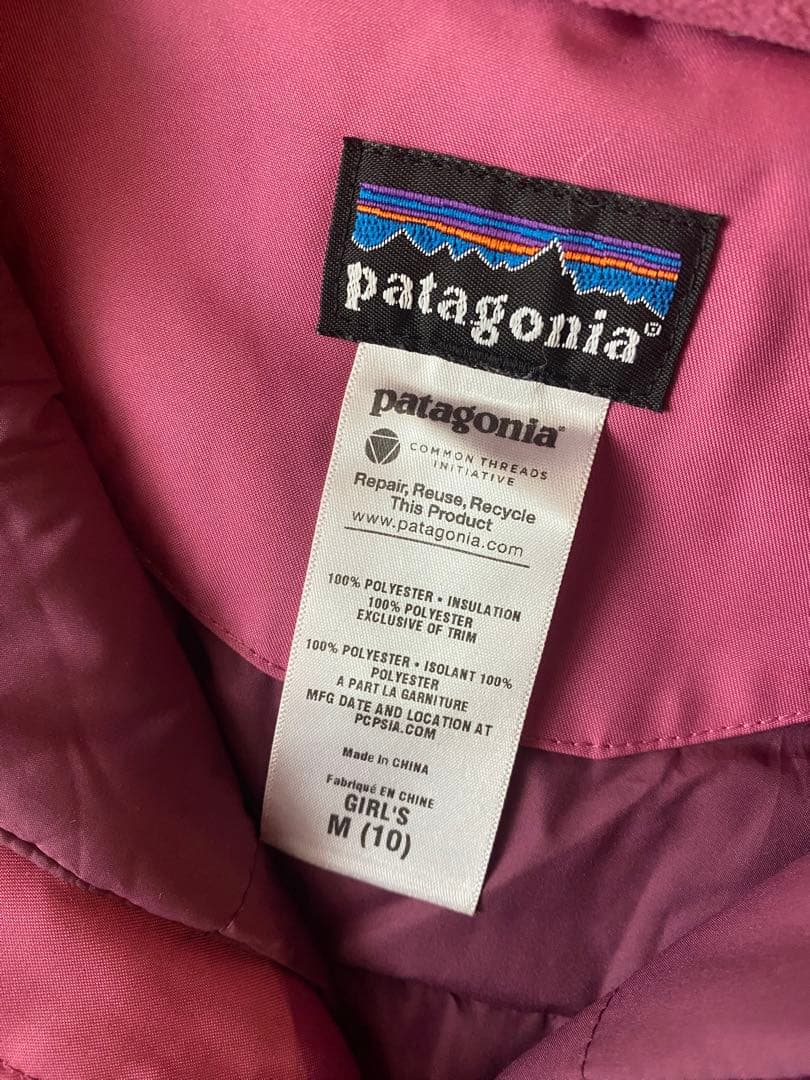 patagonia®
patagonia®
COMMON THREADS
INITIATIVE
Repair, Reuse, Recycle
This Product
www.patagonia.com
100% POLYESTER • INSULATION
100% POLYESTER
EXCLUSIVE OF TRIM
100% POLYESTER • ISOLANT 100%
POLYESTER
A PART LA GARNITURE
MFG DATE AND LOCATION AT
PCPSIA.COM
Made in CHINA
Fabriqué EN CHINE
GIRL'S
M (10)